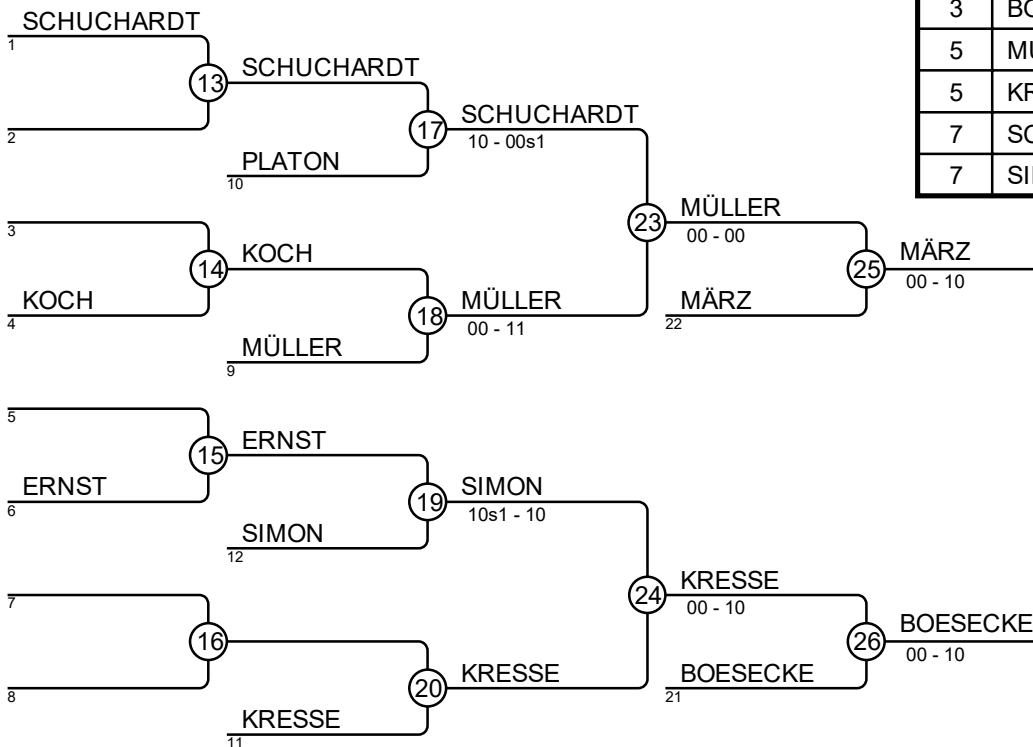 SCHUCHARDT
1
3
5
5
7
7
13
SCHUCHARDT
2
17
SCHUCHARDT
10 - 00s1
PLATON
10
3
23
MÜLLER
00 - 00
14
KOCH
25
MÄRZ
00 - 10
KOCH
4
18
MÜLLER
00 - 11
MÄRZ
22
MÜLLER
9
5
15
ERNST
ERNST
6
19
SIMON
10s1 - 10
SIMON
12
7
24
KRESSE
00 - 10
16
26
BOESECKE
00 - 10
8
20
KRESSE
BOESECKE
21
KRESSE
11